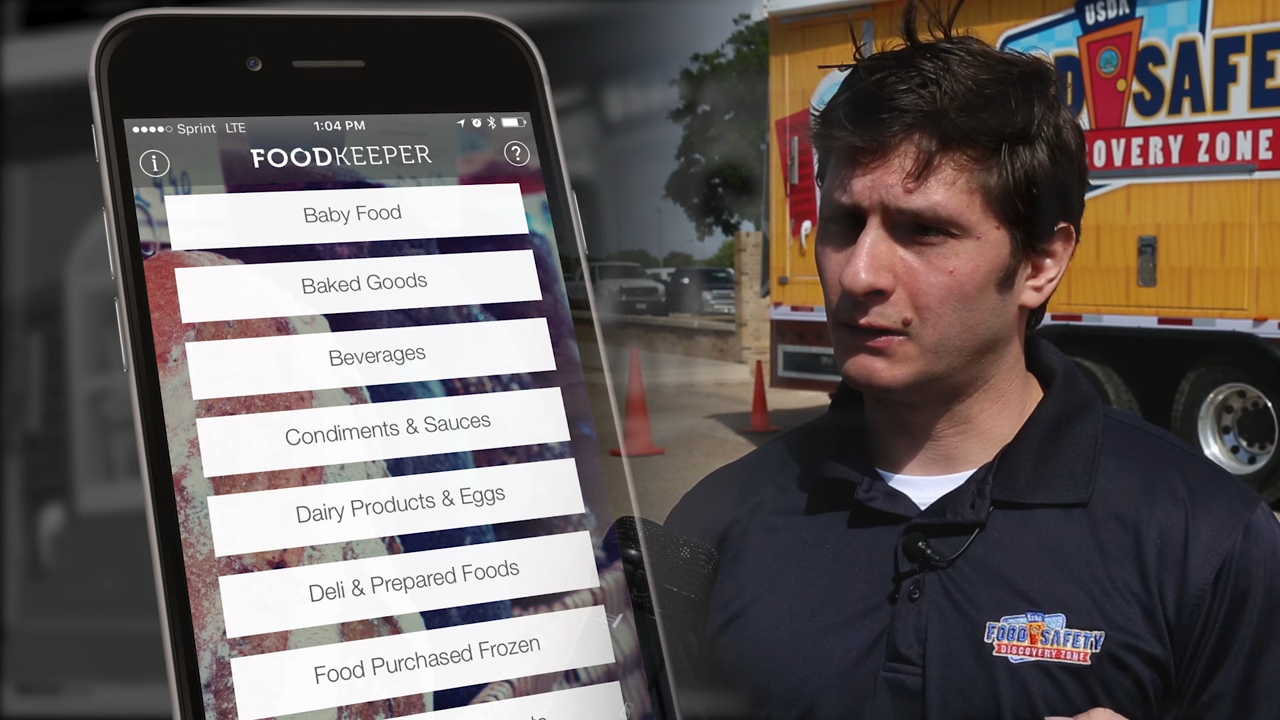 Sprint LTE
1:04 PM
FOODKEEPER
Baby Food
Baked Goods
Beverages
Condiments & Sauces
Dairy Products & Eggs
Deli & Prepared Foods
Food Purchased Frozen
USDA
D SAFE
OVERY ZONE
FOOD SAFETY
DISCOVERY ZONE